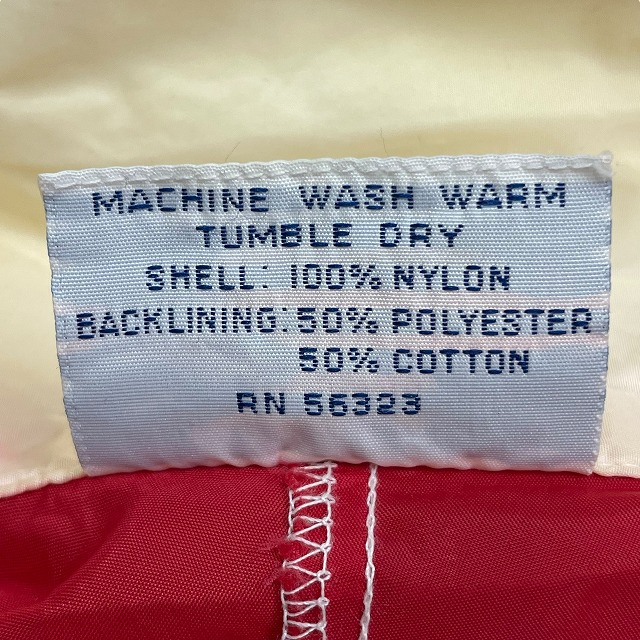 MACHINE WASH WARM
TUMBLE DRY
SHELL: 100% NYLON
BACKLINING: 50% POLYESTER
50% COTTON
RN 56323